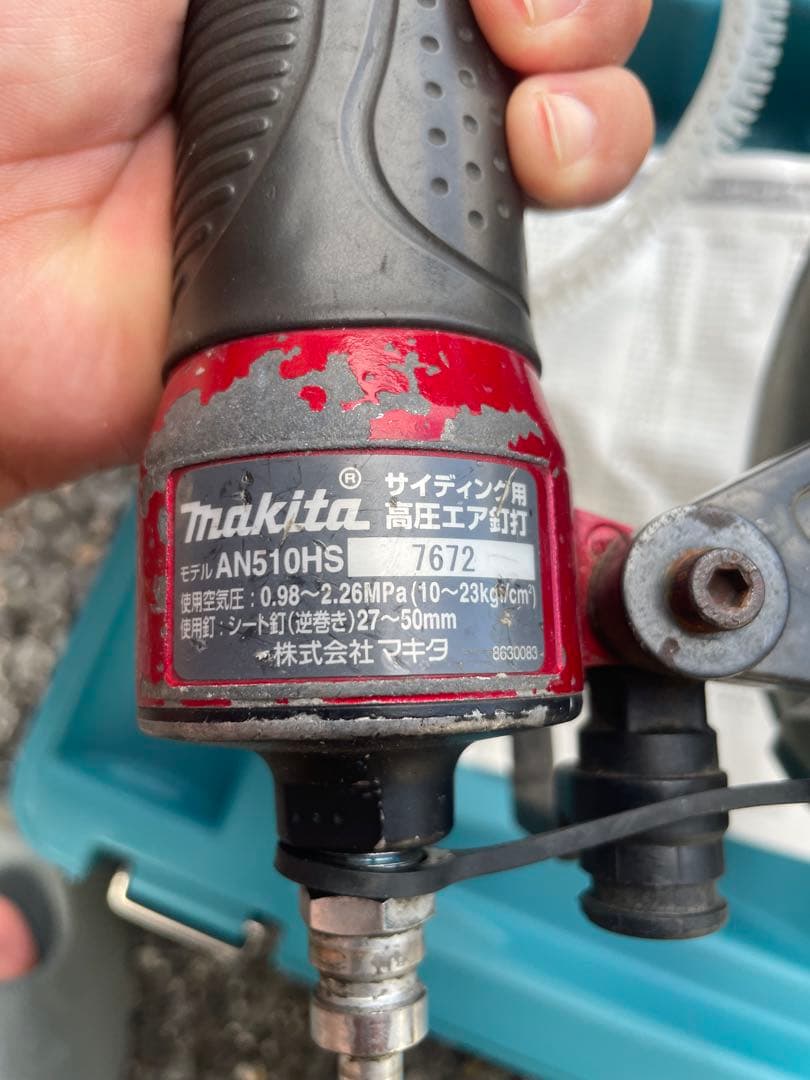 makita ® サイディング用
高圧エア釘打
モデル AN510HS 7672
使用空気圧：0.98～2.26MPa(10～23kgf/cm²)
使用釘：シート釘(逆巻き)27～50mm
株式会社 マキタ 8630083